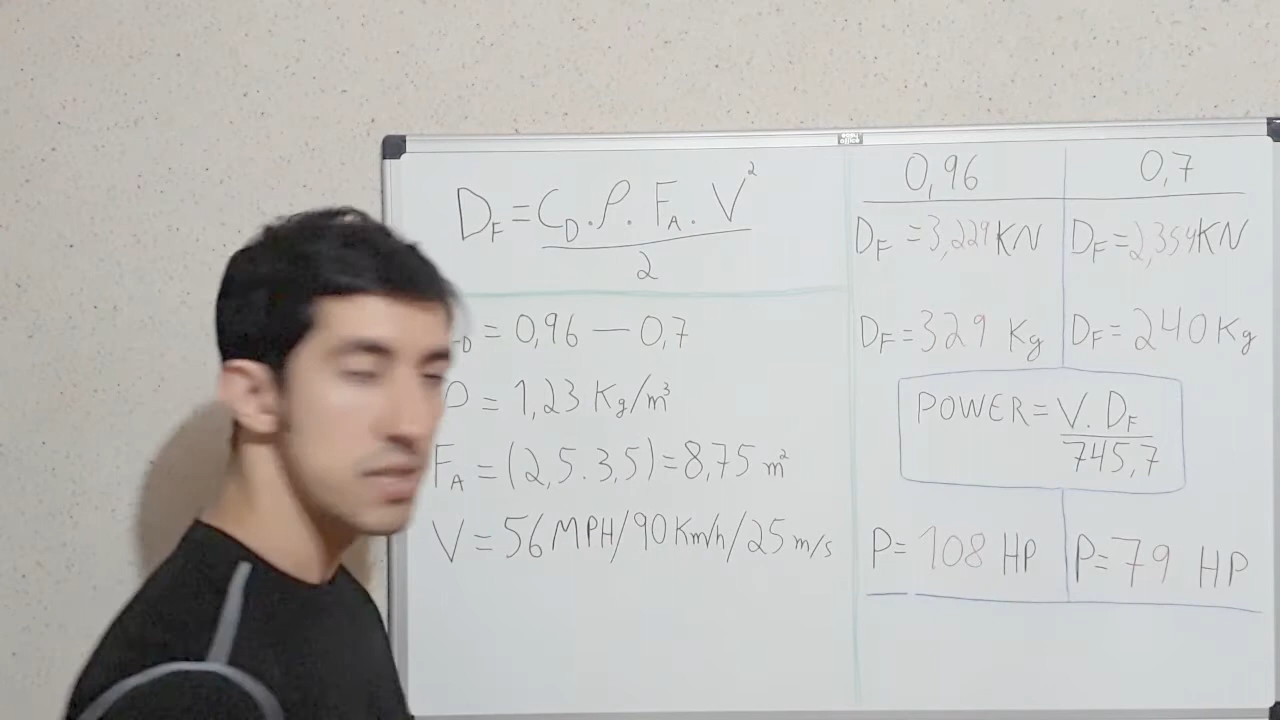 D_F = C_D . ρ . F_A . V²
2
D = 0,96 — 0,7
ρ = 1,23 Kg/m³
F_A = (2,5 . 3,5) = 8,75 m²
V = 56 MPH/90 Km/h/25 m/s
0,96
D_F = 3,229 KN
D_F = 329 Kg
0,7
D_F = 2,354 KN
D_F = 240 Kg
POWER = V . D_F
745,7
P = 108 HP
P = 79 HP